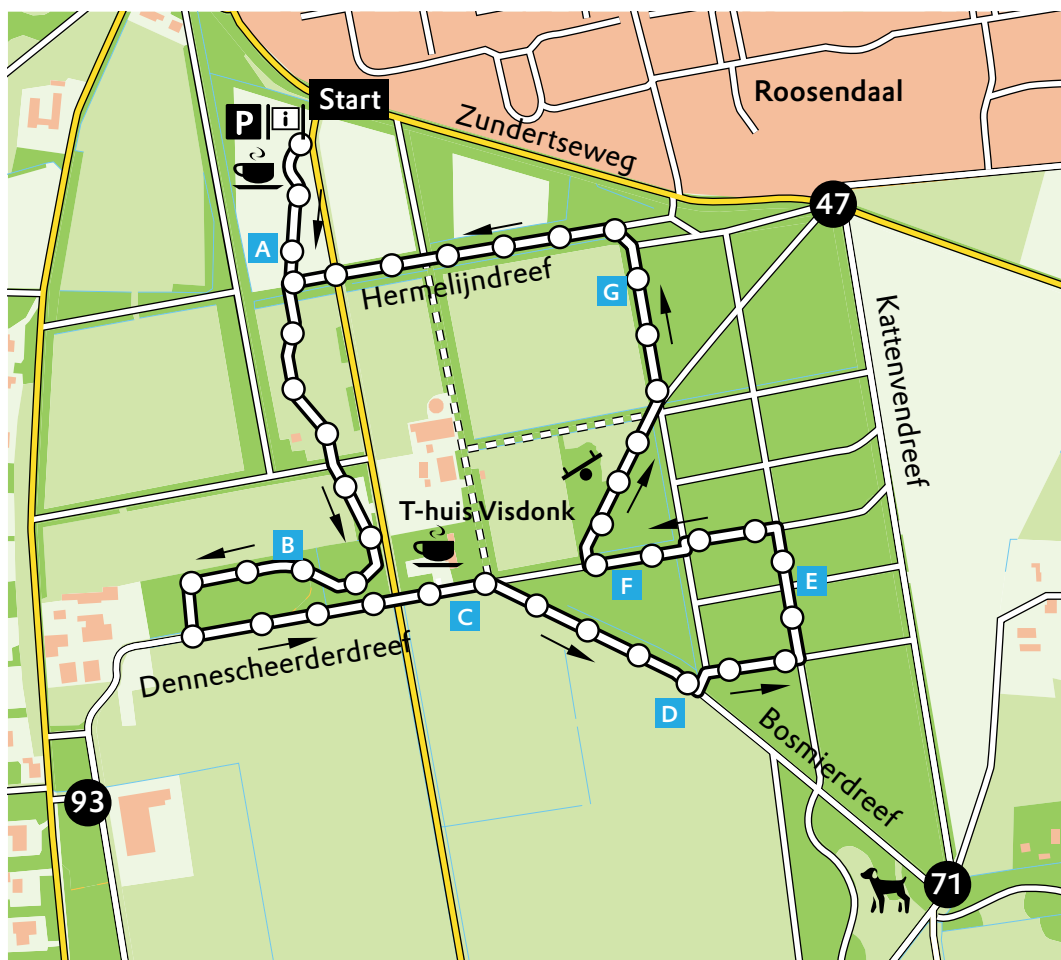 Start
P
i
Roosendaal
Zundertseweg
47
A
Hermelijndreef
G
Kattenvendreef
T-huis Visdonk
B
F
E
C
Dennescheerderdreef
D
Bosmierdreef
93
71